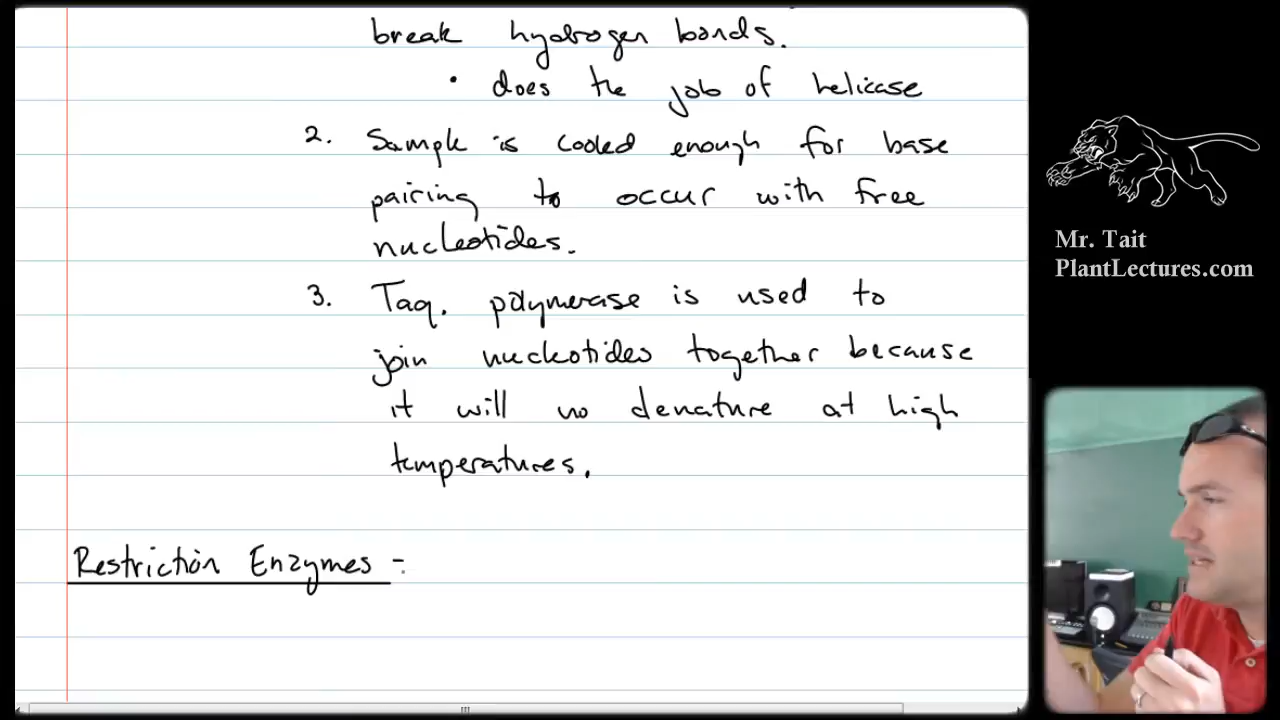 break hydrogen bonds.
• does the job of helicase
2. Sample is cooled enough for base
pairing to occur with free
nucleotides.
3. Taq. polymerase is used to
join nucleotides together because
it will no denature at high
temperatures.
Restriction Enzymes -
Mr. Tait
PlantLectures.com